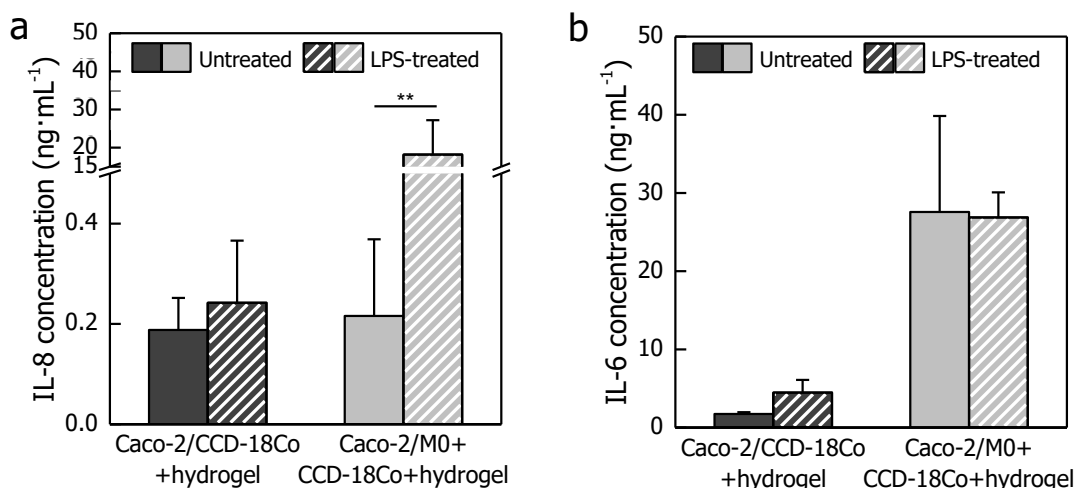 a
IL-8 concentration (ng·mL⁻¹)
50
40
30
20
15
0.4
0.2
0.0
Untreated
LPS-treated
**
Caco-2/CCD-18Co
+hydrogel
Caco-2/M0+
CCD-18Co+hydrogel
b
IL-6 concentration (ng·mL⁻¹)
50
40
30
20
10
0
Untreated
LPS-treated
Caco-2/CCD-18Co
+hydrogel
Caco-2/M0+
CCD-18Co+hydrogel